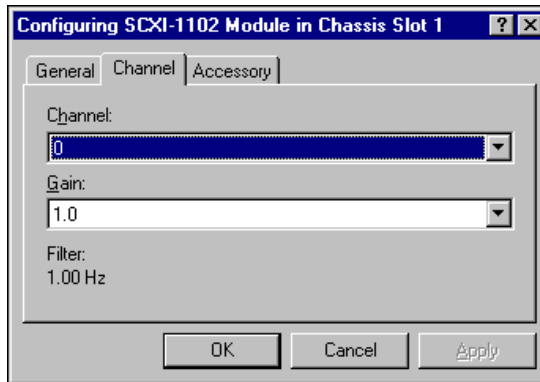 Configuring SCXI-1102 Module in Chassis Slot 1
General Channel Accessory
Channel:
0
Gain:
1.0
Filter:
1.00 Hz
OK Cancel Apply